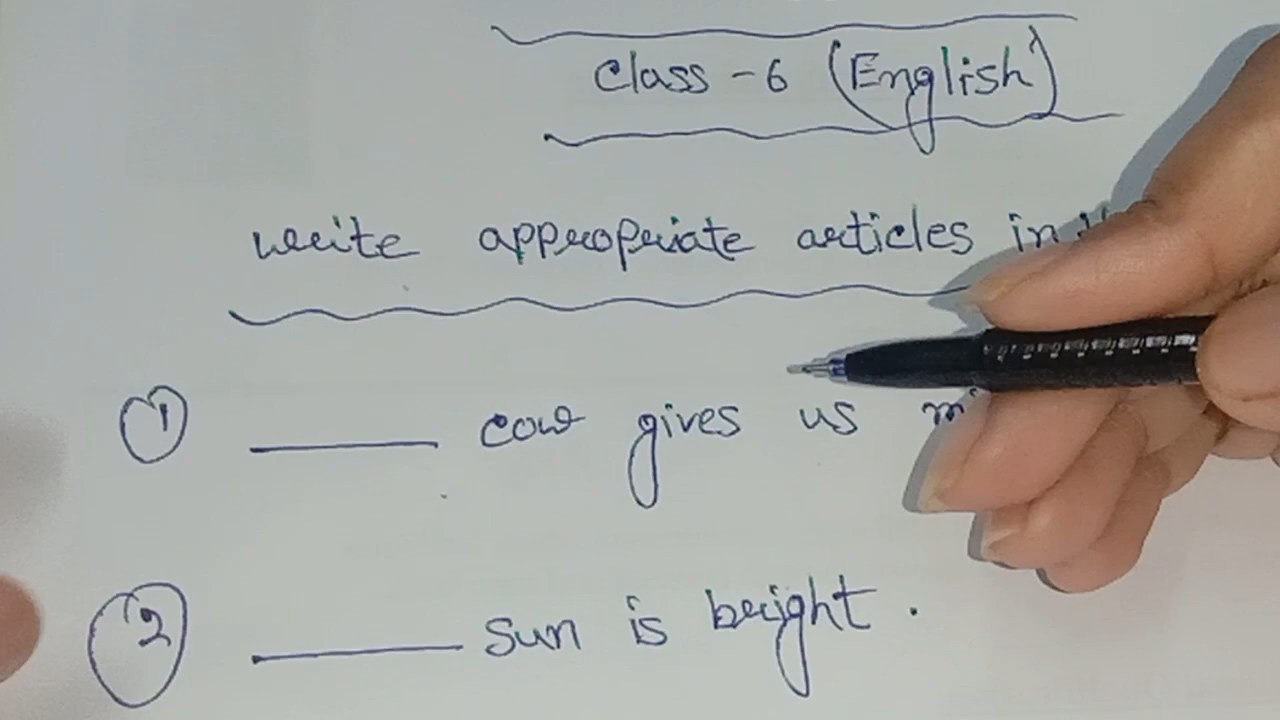 Class - 6 (English)
write appropriate articles in
① ______ cow gives us
② ______ sun is bright.